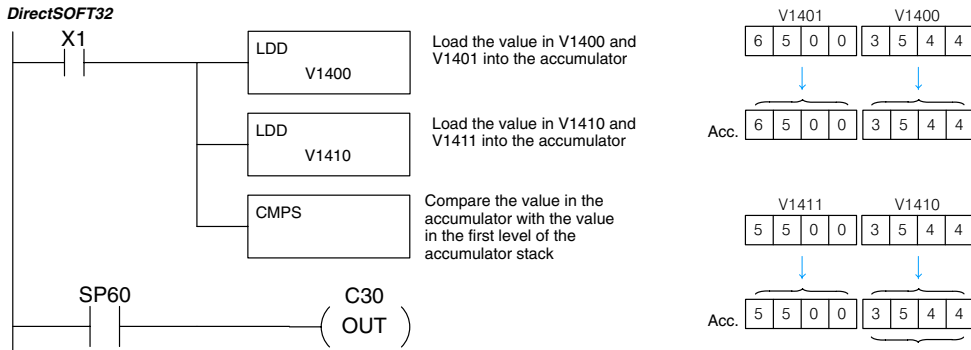 DirectSOFT32
X1
LDD
V1400
Load the value in V1400 and
V1401 into the accumulator
LDD
V1410
Load the value in V1410 and
V1411 into the accumulator
CMPS
Compare the value in the
accumulator with the value
in the first level of the
accumulator stack
SP60
C30
OUT
V1401 V1400
6 5 0 0 3 5 4 4
Acc. 6 5 0 0 3 5 4 4
V1411 V1410
5 5 0 0 3 5 4 4
Acc. 5 5 0 0 3 5 4 4